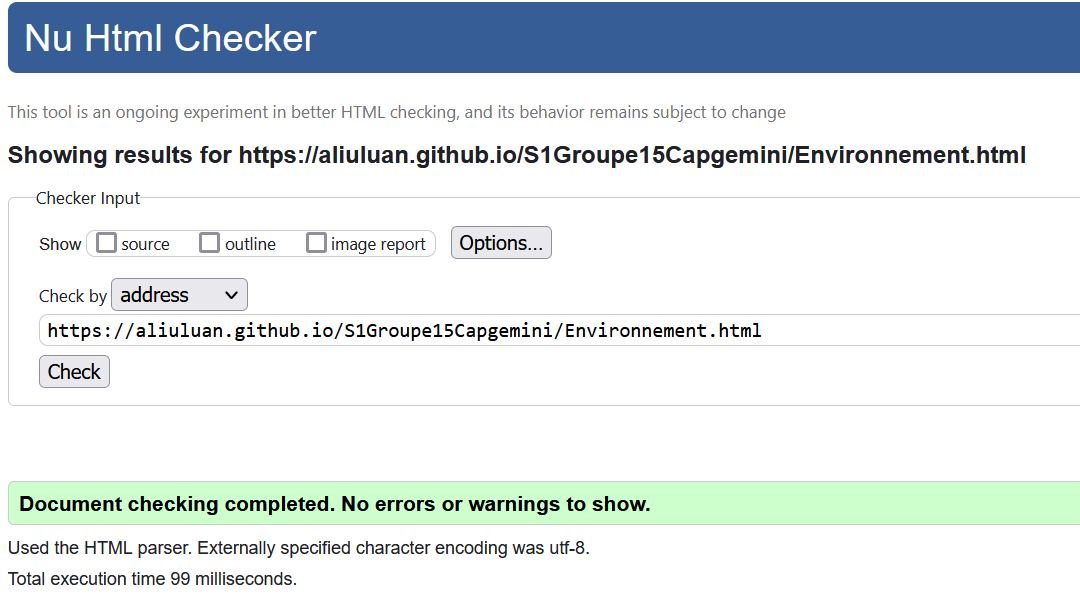 Nu Html Checker
This tool is an ongoing experiment in better HTML checking, and its behavior remains subject to change
Showing results for https://aliuluan.github.io/S1Groupe15Capgemini/Environnement.html
Checker Input
Show source outline image report Options...
Check by address
https://aliuluan.github.io/S1Groupe15Capgemini/Environnement.html
Check
Document checking completed. No errors or warnings to show.
Used the HTML parser. Externally specified character encoding was utf-8.
Total execution time 99 milliseconds.